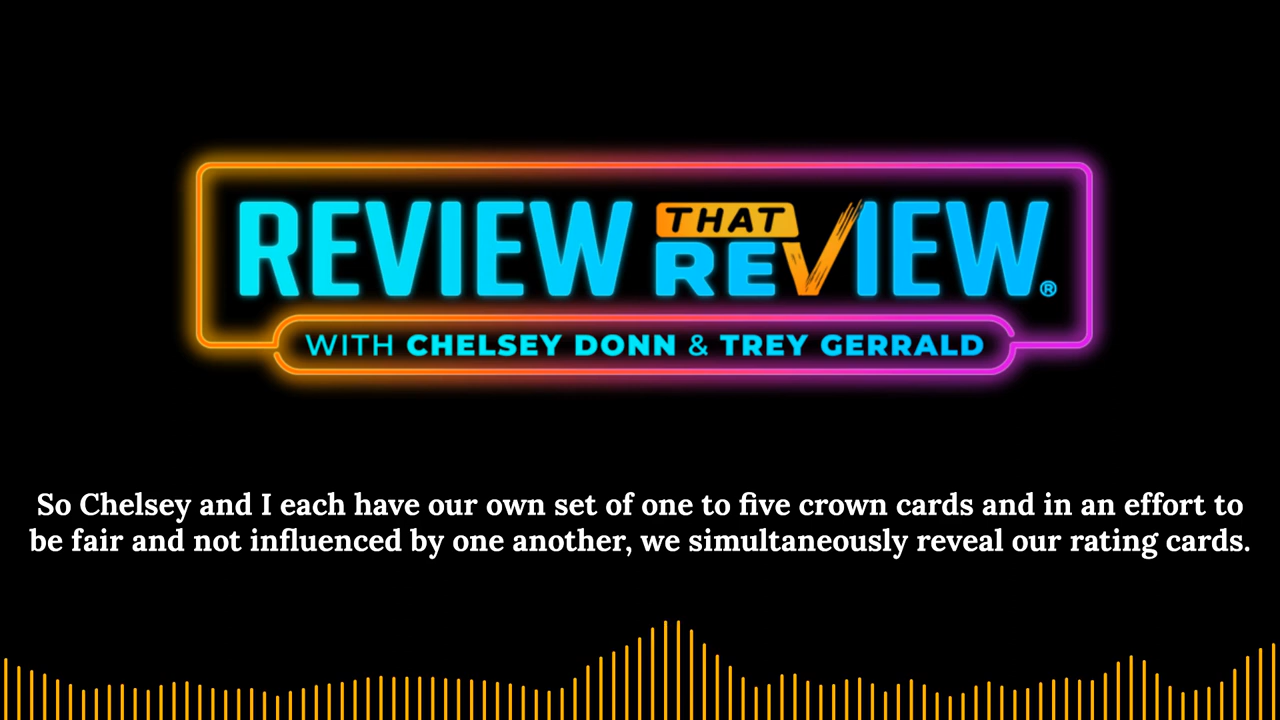 REVIEW THAT REVIEW®
WITH CHELSEY DONN & TREY GERRALD
So Chelsey and I each have our own set of one to five crown cards and in an effort to
be fair and not influenced by one another, we simultaneously reveal our rating cards.